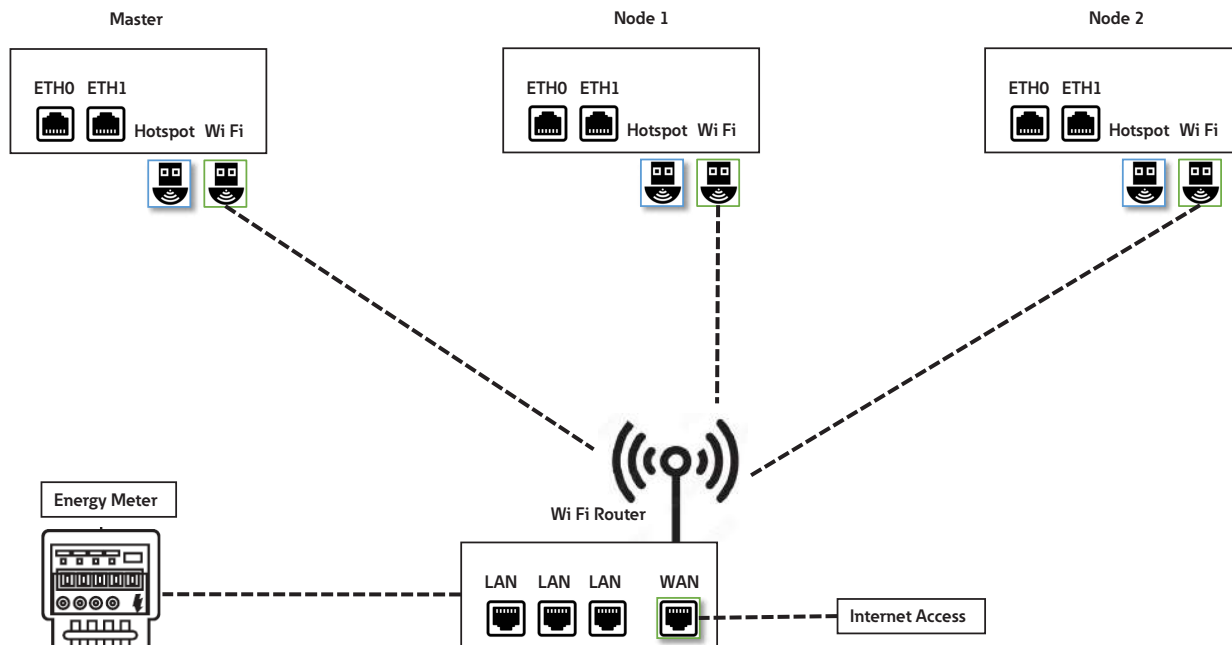 Master
Node 1
Node 2
ETH0 ETH1
Hotspot Wi Fi
ETH0 ETH1
Hotspot Wi Fi
ETH0 ETH1
Hotspot Wi Fi
Energy Meter
Wi Fi Router
LAN LAN LAN WAN
Internet Access